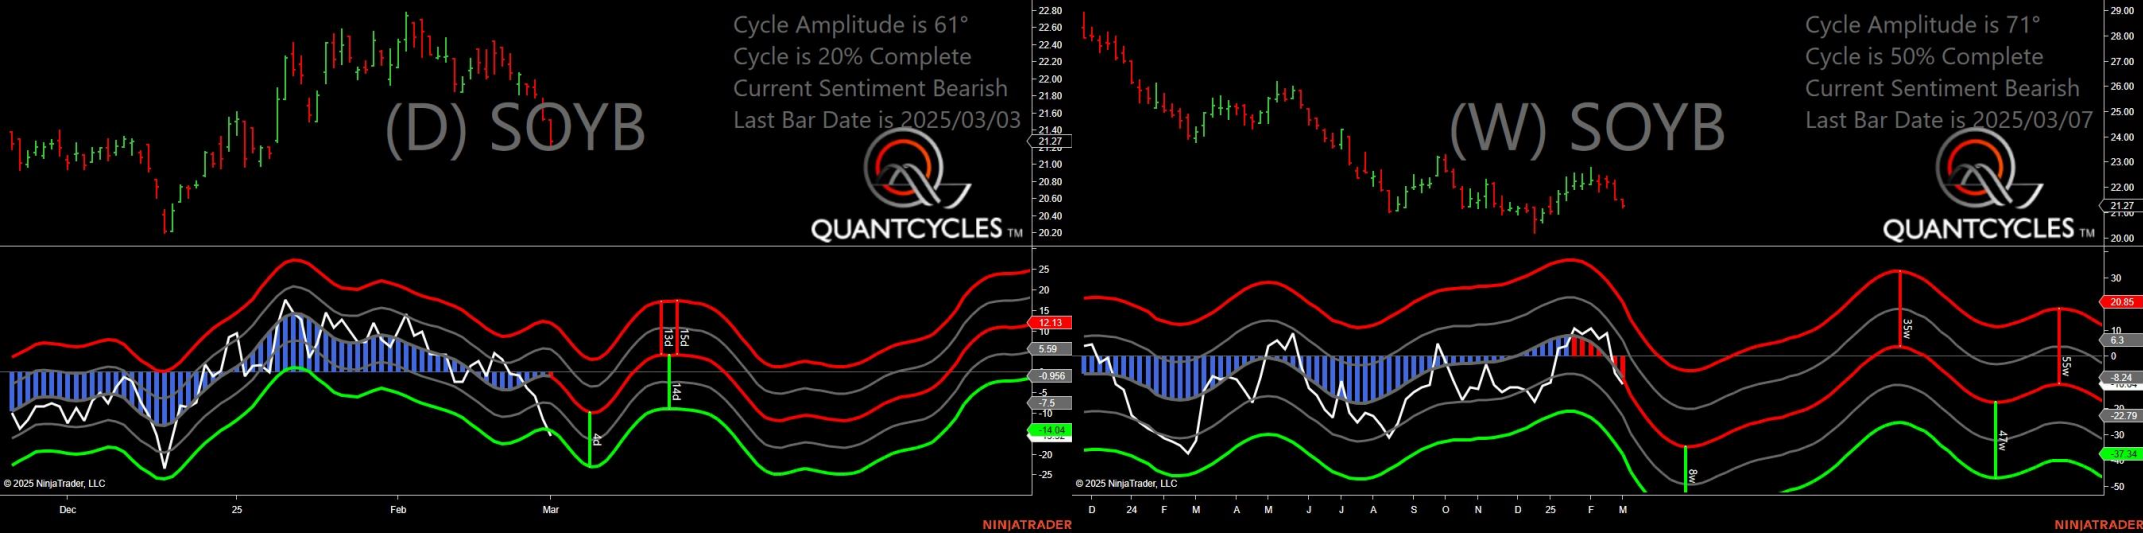 Cycle Amplitude is 61°
Cycle is 20% Complete
Current Sentiment Bearish
Last Bar Date is 2025/03/03
(D) SOYB
QUANTCYCLES TM
22.80
22.60
22.40
22.20
22.00
21.80
21.60
21.40
21.27
21.00
20.80
20.60
20.40
20.20
25
20
15
12.13
10
5.59
-0.956
-5
-7.5
-10
-14.04
-20
-25
13d
15d
14d
4d
© 2025 NinjaTrader, LLC
Dec
25
Feb
Mar
NINJATRADER
Cycle Amplitude is 71°
Cycle is 50% Complete
Current Sentiment Bearish
Last Bar Date is 2025/03/07
(W) SOYB
QUANTCYCLES TM
29.00
28.00
27.00
26.00
25.00
24.00
23.00
22.00
21.27
21.00
20.00
30
20.85
10
6.3
0
-8.24
-22.79
-30
-37.34
-50
35w
55w
47w
8w
© 2025 NinjaTrader, LLC
D 24 F M A M J J A S O N D 25 F M
NINJATRADER